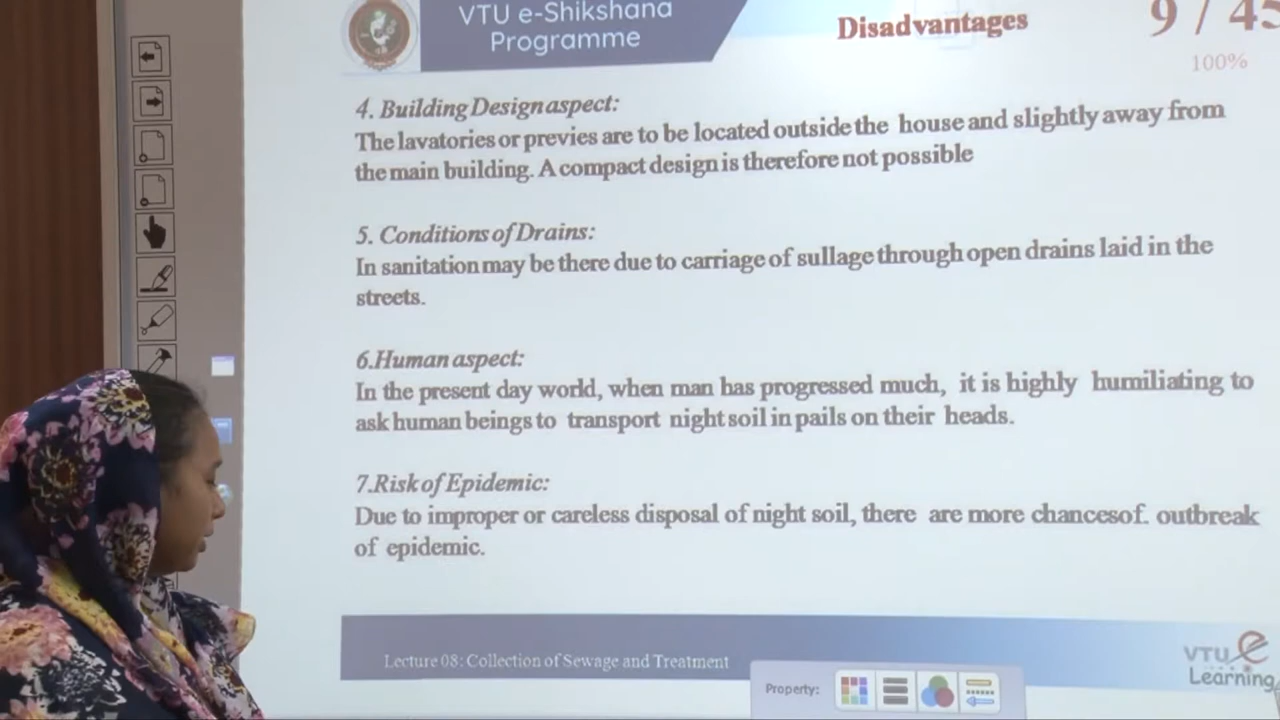 VTU e-Shikshana
Programme
Disadvantages
9 / 45
100%
4. Building Design aspect:
The lavatories or previes are to be located outside the house and slightly away from
the main building. A compact design is therefore not possible
5. Conditions of Drains:
In sanitation may be there due to carriage of sullage through open drains laid in the
streets.
6.Human aspect:
In the present day world, when man has progressed much, it is highly humiliating to
ask human beings to transport night soil in pails on their heads.
7.Risk of Epidemic:
Due to improper or careless disposal of night soil, there are more chancesof. outbreak
of epidemic.
Lecture 08: Collection of Sewage and Treatment
VTU e
Learning
Property: